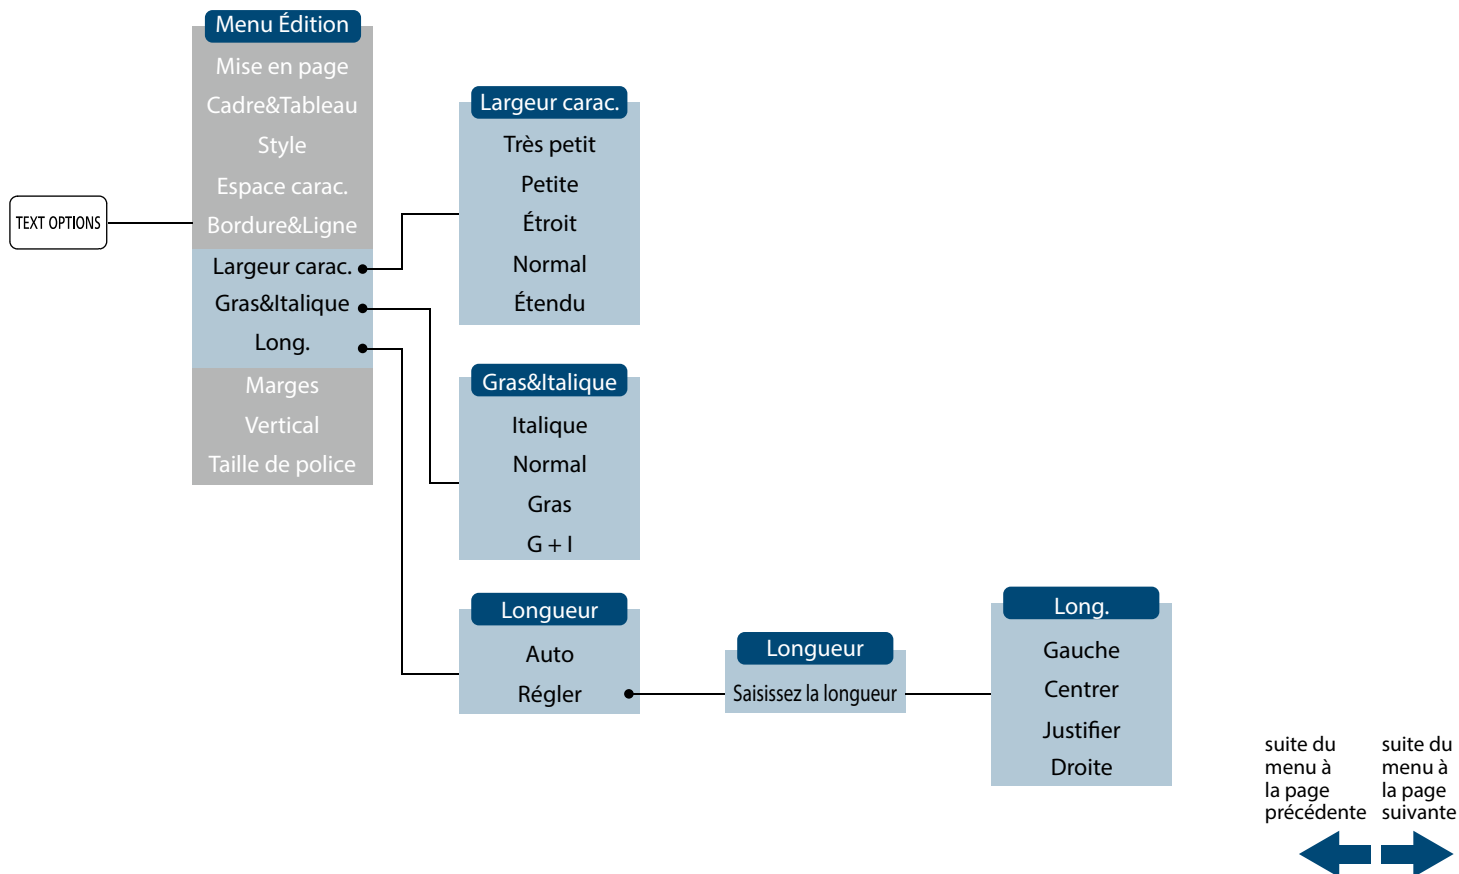 TEXT OPTIONS
Menu Édition
Mise en page
Cadre&Tableau
Style
Espace carac.
Bordure&Ligne
Largeur carac.
Gras&Italique
Long.
Marges
Vertical
Taille de police
Largeur carac.
Très petit
Petite
Étroit
Normal
Étendu
Gras&Italique
Italique
Normal
Gras
G + I
Longueur
Auto
Régler
Longueur
Saisissez la longueur
Long.
Gauche
Centrer
Justifier
Droite
suite du
menu à
la page
précédente
suite du
menu à
la page
suivante